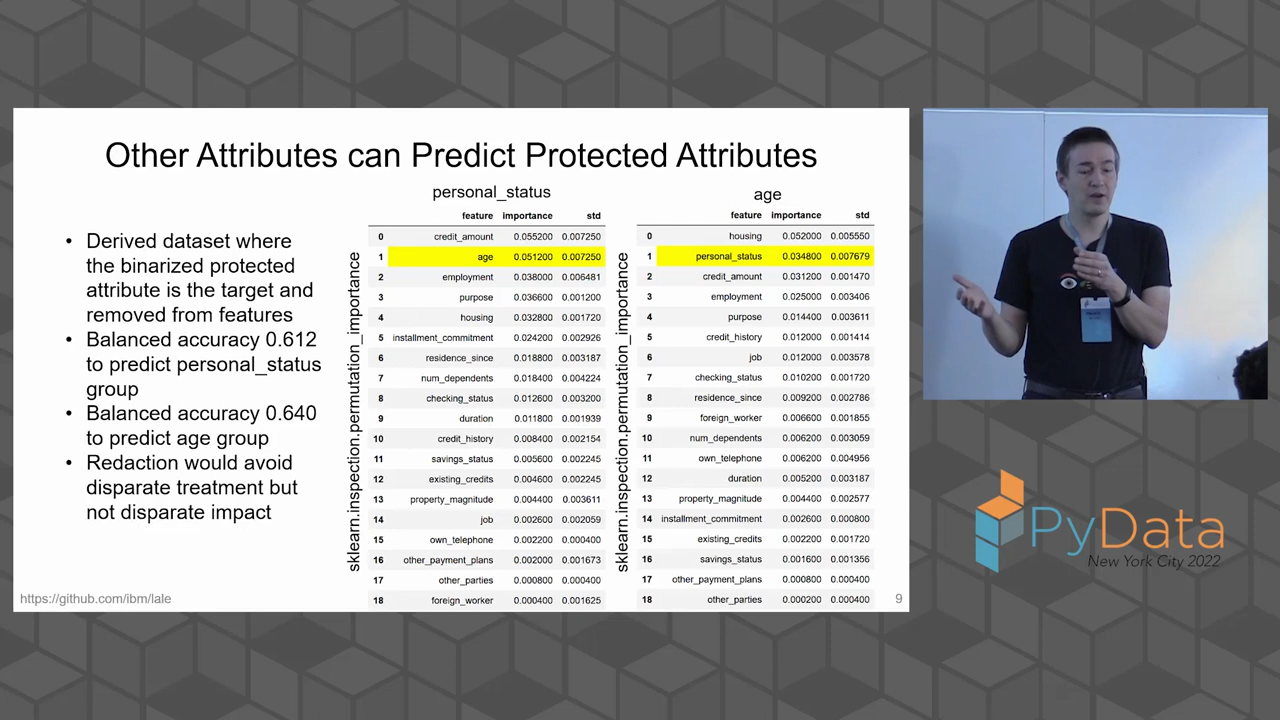 Other Attributes can Predict Protected Attributes
• Derived dataset where
the binarized protected
attribute is the target and
removed from features
• Balanced accuracy 0.612
to predict personal_status
group
• Balanced accuracy 0.640
to predict age group
• Redaction would avoid
disparate treatment but
not disparate impact
sklearn.inspection.permutation_importance
personal_status
feature importance std
0 credit_amount 0.055200 0.007250
1 age 0.051200 0.007250
2 employment 0.038000 0.006481
3 purpose 0.036600 0.001200
4 housing 0.032800 0.001720
5 installment_commitment 0.024200 0.002926
6 residence_since 0.018800 0.003187
7 num_dependents 0.018400 0.004224
8 checking_status 0.012600 0.003200
9 duration 0.011800 0.001939
10 credit_history 0.008400 0.002154
11 savings_status 0.005600 0.002245
12 existing_credits 0.004600 0.002245
13 property_magnitude 0.004400 0.003611
14 job 0.002600 0.002059
15 own_telephone 0.002200 0.000400
16 other_payment_plans 0.002000 0.001673
17 other_parties 0.000800 0.000400
18 foreign_worker 0.000400 0.001625
sklearn.inspection.permutation_importance
age
feature importance std
0 housing 0.052000 0.005550
1 personal_status 0.034800 0.007679
2 credit_amount 0.031200 0.001470
3 employment 0.025000 0.003406
4 purpose 0.014400 0.003611
5 credit_history 0.012000 0.001414
6 job 0.012000 0.003578
7 checking_status 0.010200 0.001720
8 residence_since 0.009200 0.002786
9 foreign_worker 0.006600 0.001855
10 num_dependents 0.006200 0.003059
11 own_telephone 0.006200 0.004956
12 duration 0.005200 0.003187
13 property_magnitude 0.004400 0.002577
14 installment_commitment 0.002600 0.000800
15 existing_credits 0.002200 0.001720
16 savings_status 0.001600 0.001356
17 other_payment_plans 0.000800 0.000400
18 other_parties 0.000200 0.000400
https://github.com/ibm/lale
9
PyData
New York City 2022